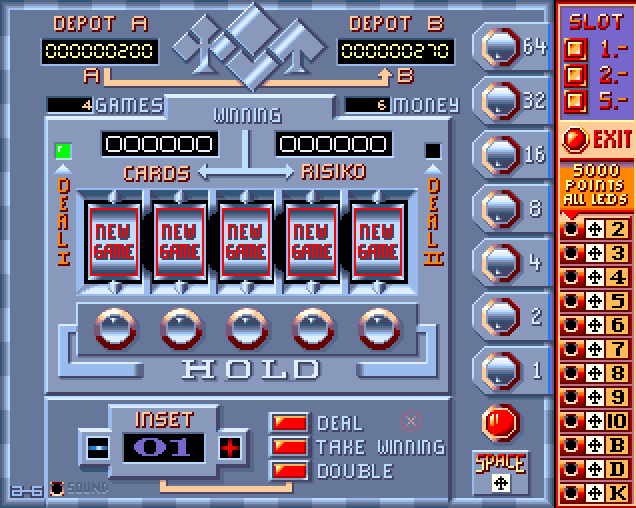 DEPOT A
000000200
A
DEPOT B
000000270
B
4 GAMES
6 MONEY
WINNING
000000
000000
CARDS
RISIKO
DEAL I
DEAL II
NEW GAME
NEW GAME
NEW GAME
NEW GAME
NEW GAME
HOLD
INSET
01
DEAL
TAKE WINNING
DOUBLE
2-6
SOUND
64
32
16
8
4
2
1
SPACE
SLOT
1.-
2.-
5.-
EXIT
5000
POINTS
ALL LEDS
2
3
4
5
6
7
8
9
10
B
D
K